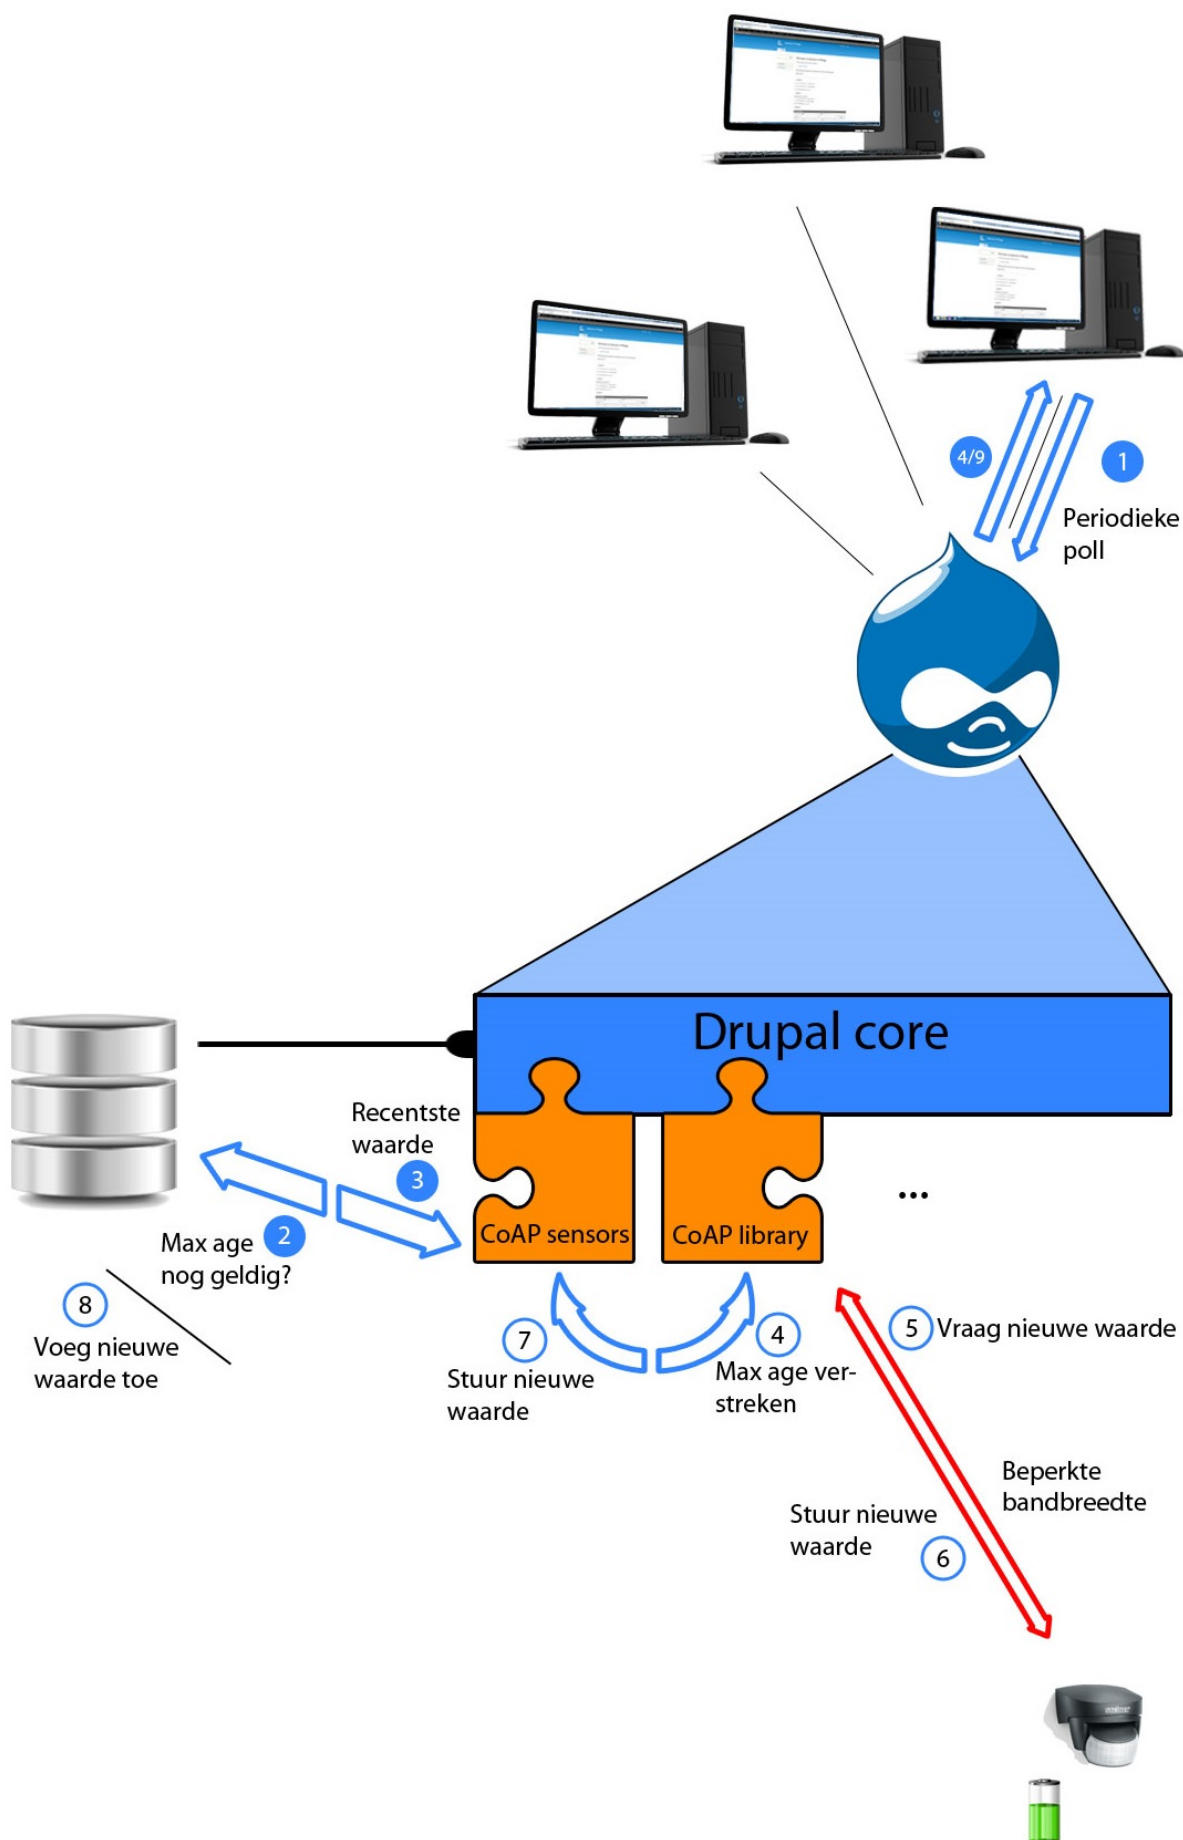 4/9
1
Periodieke
poll
Drupal core
Recentste
waarde
3
CoAP sensors
CoAP library
...
2
Max age
nog geldig?
8
Voeg nieuwe
waarde toe
7
Stuur nieuwe
waarde
4
Max age ver-
streken
5
Vraag nieuwe waarde
Beperkte
bandbreedte
Stuur nieuwe
waarde
6